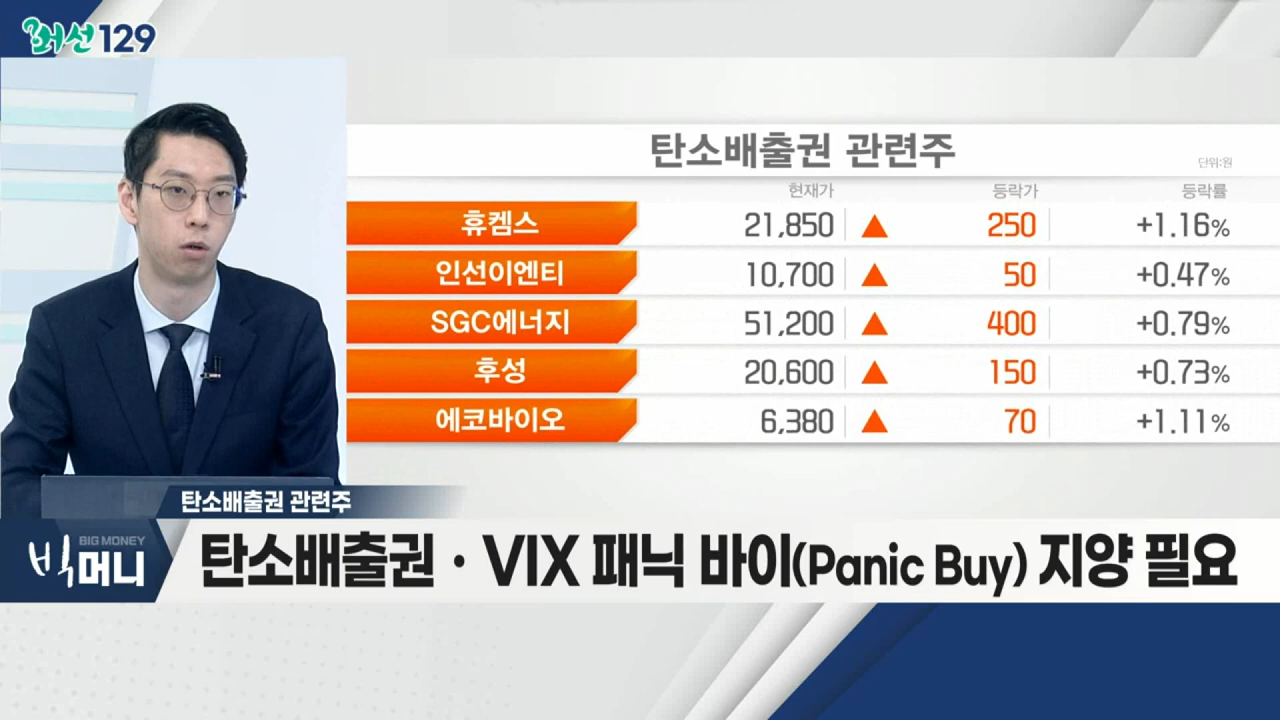 머선129
탄소배출권 관련주
단위:원
현재가 등락가 등락률
휴켐스 21,850 ▲ 250 +1.16%
인선이엔티 10,700 ▲ 50 +0.47%
SGC에너지 51,200 ▲ 400 +0.79%
후성 20,600 ▲ 150 +0.73%
에코바이오 6,380 ▲ 70 +1.11%
탄소배출권 관련주
BIG MONEY
빅머니
탄소배출권·VIX 패닉 바이(Panic Buy) 지양 필요